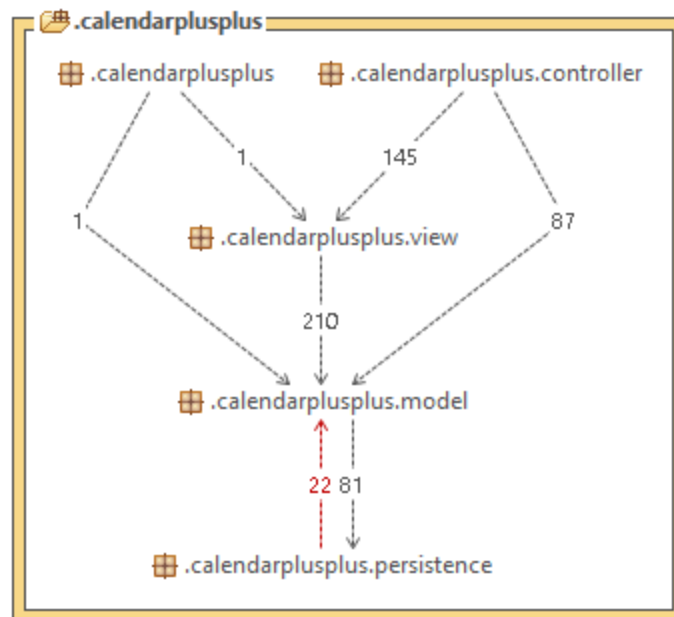 .calendarplusplus
.calendarplusplus
.calendarplusplus.controller
1
145
1
.calendarplusplus.view
87
210
.calendarplusplus.model
22
81
.calendarplusplus.persistence